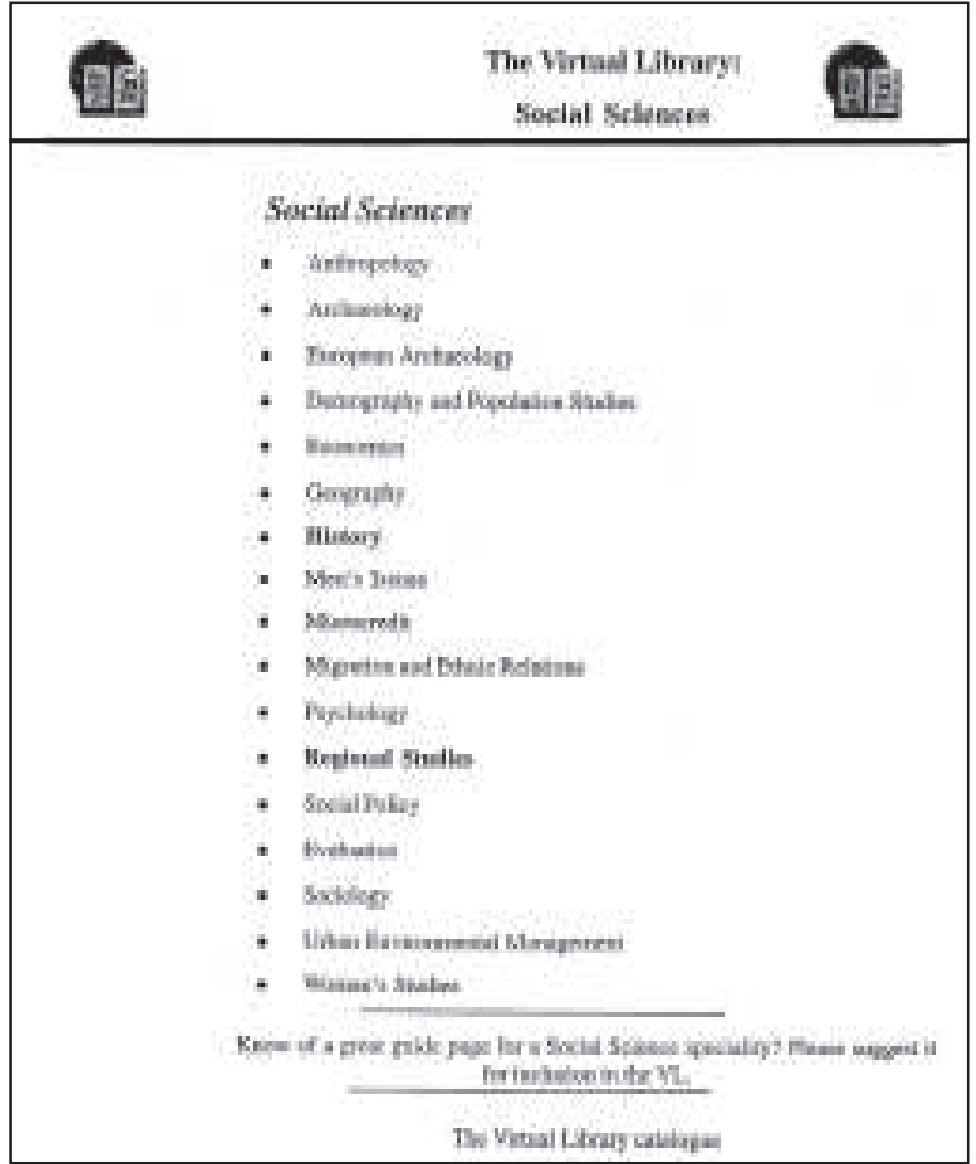 The Virtual Library:
Social Sciences
Social Sciences
• Anthropology
• Archaeology
• European Archaeology
• Demography and Population Studies
• Economics
• Geography
• History
• Men's Issues
•
• Migration and Ethnic Relations
• Psychology
• Regional Studies
• Social Policy
• Evaluation
• Sociology
• Urban Environmental Management
• Women's Studies
Know of a great guide page for a Social Science speciality? Please suggest it
for inclusion in the VL.
The Virtual Library catalogue